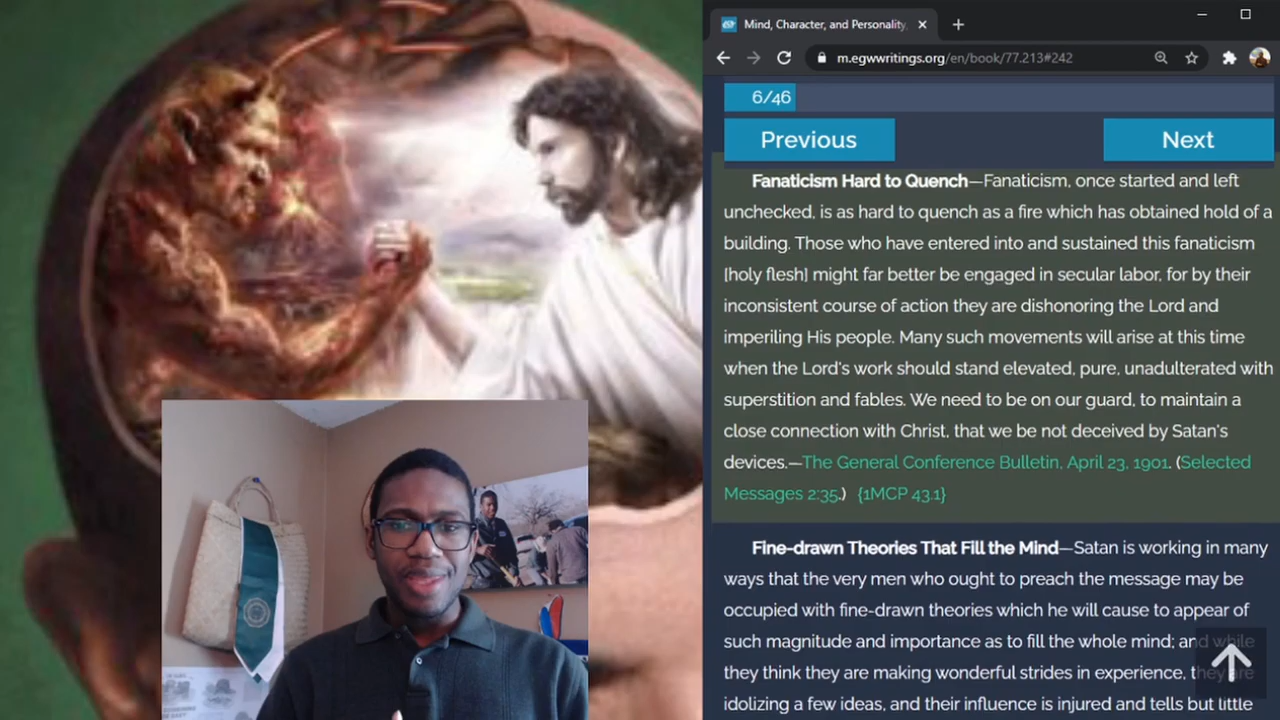 Mind, Character, and Personality,
m.egwwritings.org/en/book/77.213#242
6/46
Previous
Next
Fanaticism Hard to Quench—Fanaticism, once started and left
unchecked, is as hard to quench as a fire which has obtained hold of a
building. Those who have entered into and sustained this fanaticism
[holy flesh] might far better be engaged in secular labor, for by their
inconsistent course of action they are dishonoring the Lord and
imperiling His people. Many such movements will arise at this time
when the Lord's work should stand elevated, pure, unadulterated with
superstition and fables. We need to be on our guard, to maintain a
close connection with Christ, that we be not deceived by Satan's
devices.—The General Conference Bulletin, April 23, 1901. (Selected
Messages 2:35.) {1MCP 43.1}
Fine-drawn Theories That Fill the Mind—Satan is working in many
ways that the very men who ought to preach the message may be
occupied with fine-drawn theories which he will cause to appear of
such magnitude and importance as to fill the whole mind; and while
they think they are making wonderful strides in experience, they are
idolizing a few ideas, and their influence is injured and tells but little